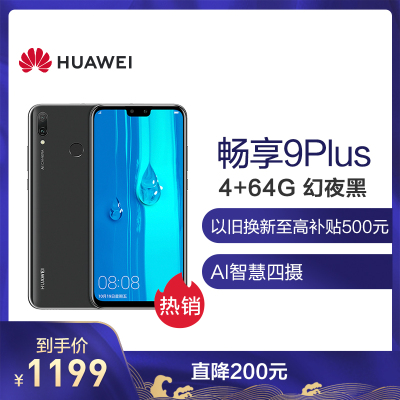 HUAWEI
畅享9Plus
4+64G 幻夜黑
以旧换新至高补贴500元
AI智慧四摄
08:08
热销
HUAWEI
到手价
¥1199
直降200元